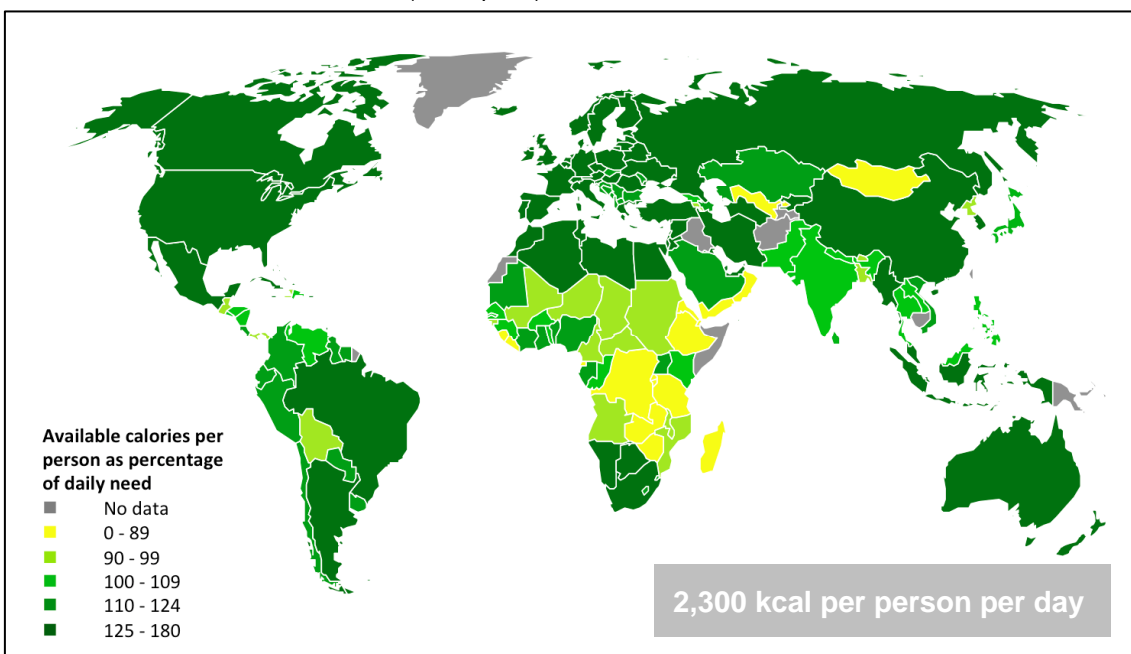 Available calories per
person as percentage
of daily need
No data
0 - 89
90 - 99
100 - 109
110 - 124
125 - 180
2,300 kcal per person per day